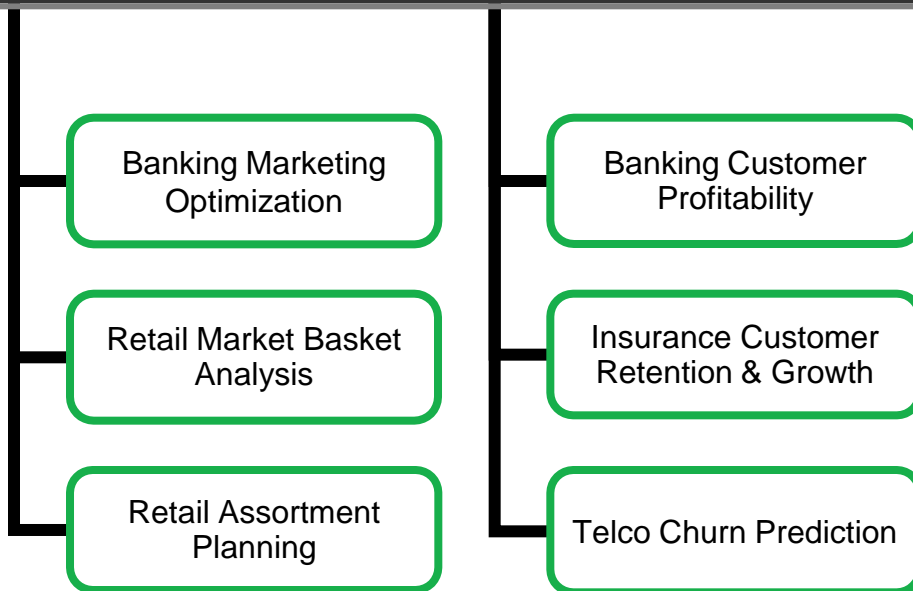 Banking Marketing
Optimization
Retail Market Basket
Analysis
Retail Assortment
Planning
Banking Customer
Profitability
Insurance Customer
Retention & Growth
Telco Churn Prediction